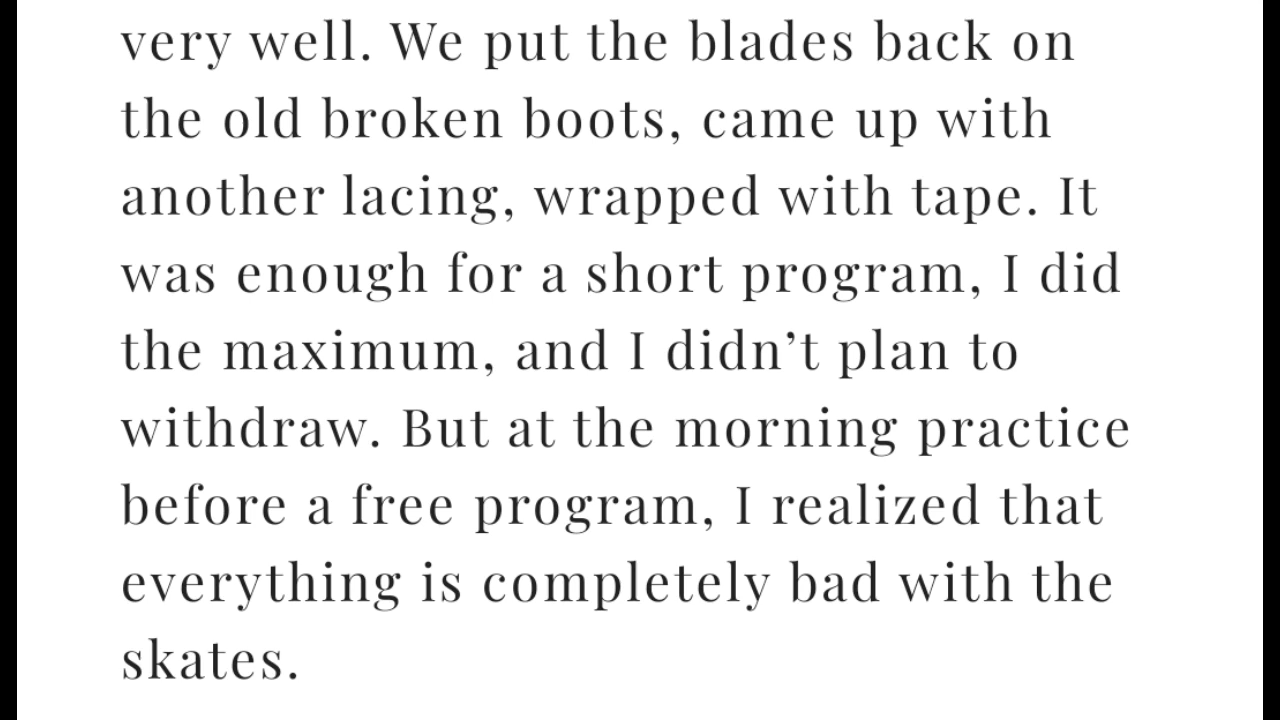 very well. We put the blades back on
the old broken boots, came up with
another lacing, wrapped with tape. It
was enough for a short program, I did
the maximum, and I didn’t plan to
withdraw. But at the morning practice
before a free program, I realized that
everything is completely bad with the
skates.